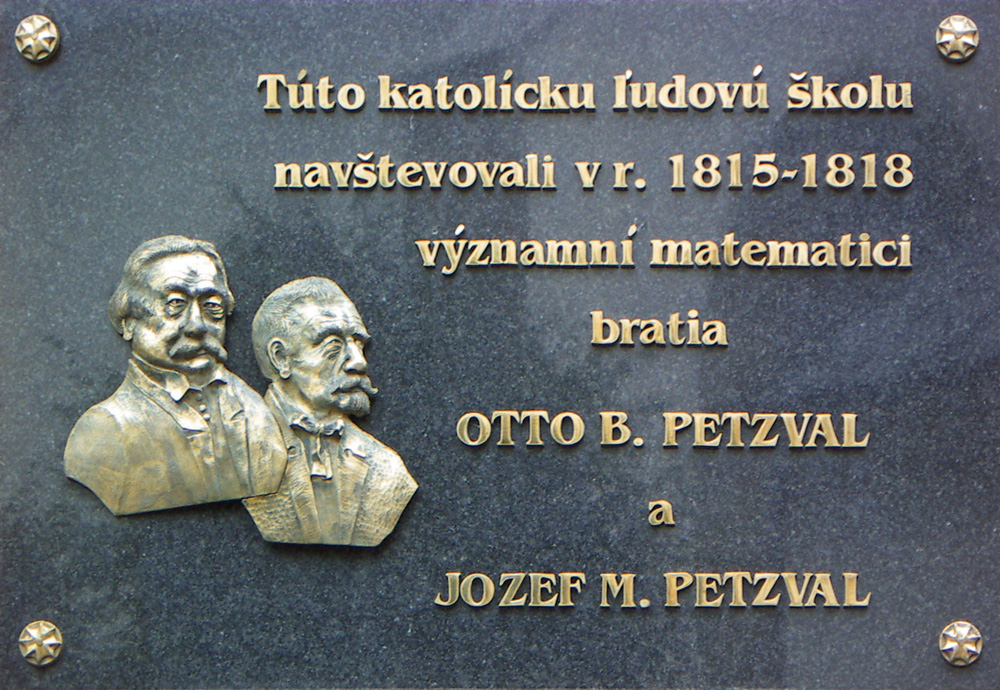 Túto katolícku ľudovú školu
navštevovali v r. 1815-1818
významní matematici
bratia
OTTO B. PETZVAL
a
JOZEF M. PETZVAL